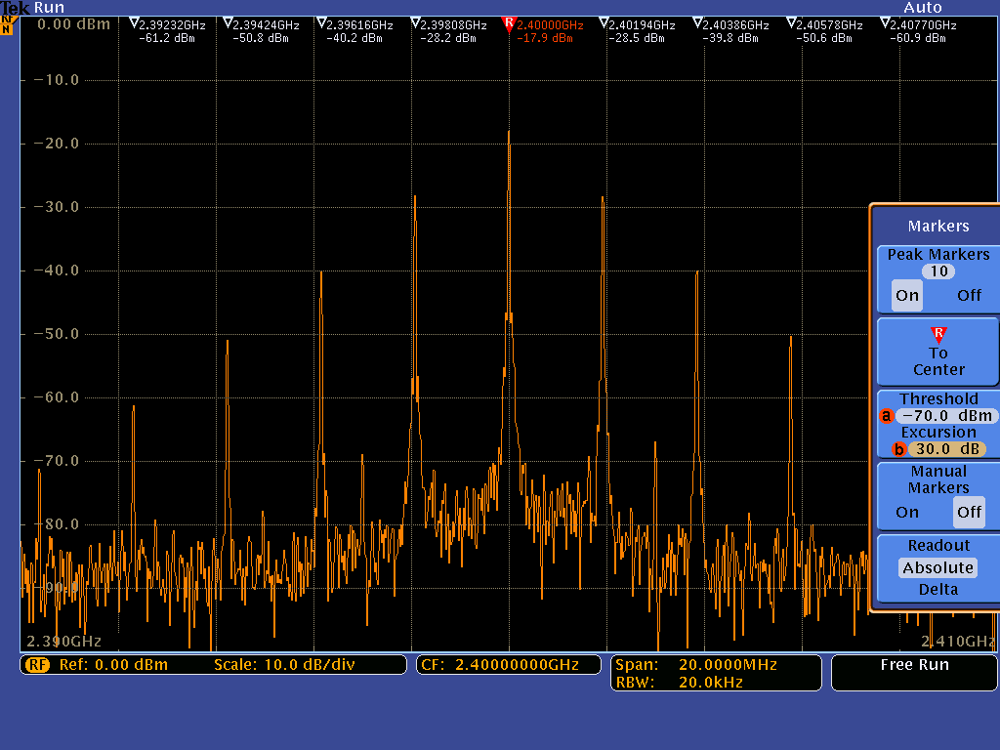 Tek Run Auto
RF
N
0.00 dBm
2.39232GHz 2.39424GHz 2.39616GHz 2.39808GHz R 2.40000GHz 2.40194GHz 2.40386GHz 2.40578GHz 2.40770GHz
-61.2 dBm -50.8 dBm -40.2 dBm -28.2 dBm -17.9 dBm -28.5 dBm -39.8 dBm -50.6 dBm -60.9 dBm
-10.0
-20.0
-30.0
-40.0
-50.0
-60.0
-70.0
-80.0
-90.0
2.390GHz 2.410GHz
Markers
Peak Markers
10
On Off
R
To
Center
Threshold
a -70.0 dBm
Excursion
b 30.0 dB
Manual
Markers
On Off
Readout
Absolute
Delta
RF Ref: 0.00 dBm Scale: 10.0 dB/div
CF: 2.40000000GHz
Span: 20.0000MHz
RBW: 20.0kHz
Free Run